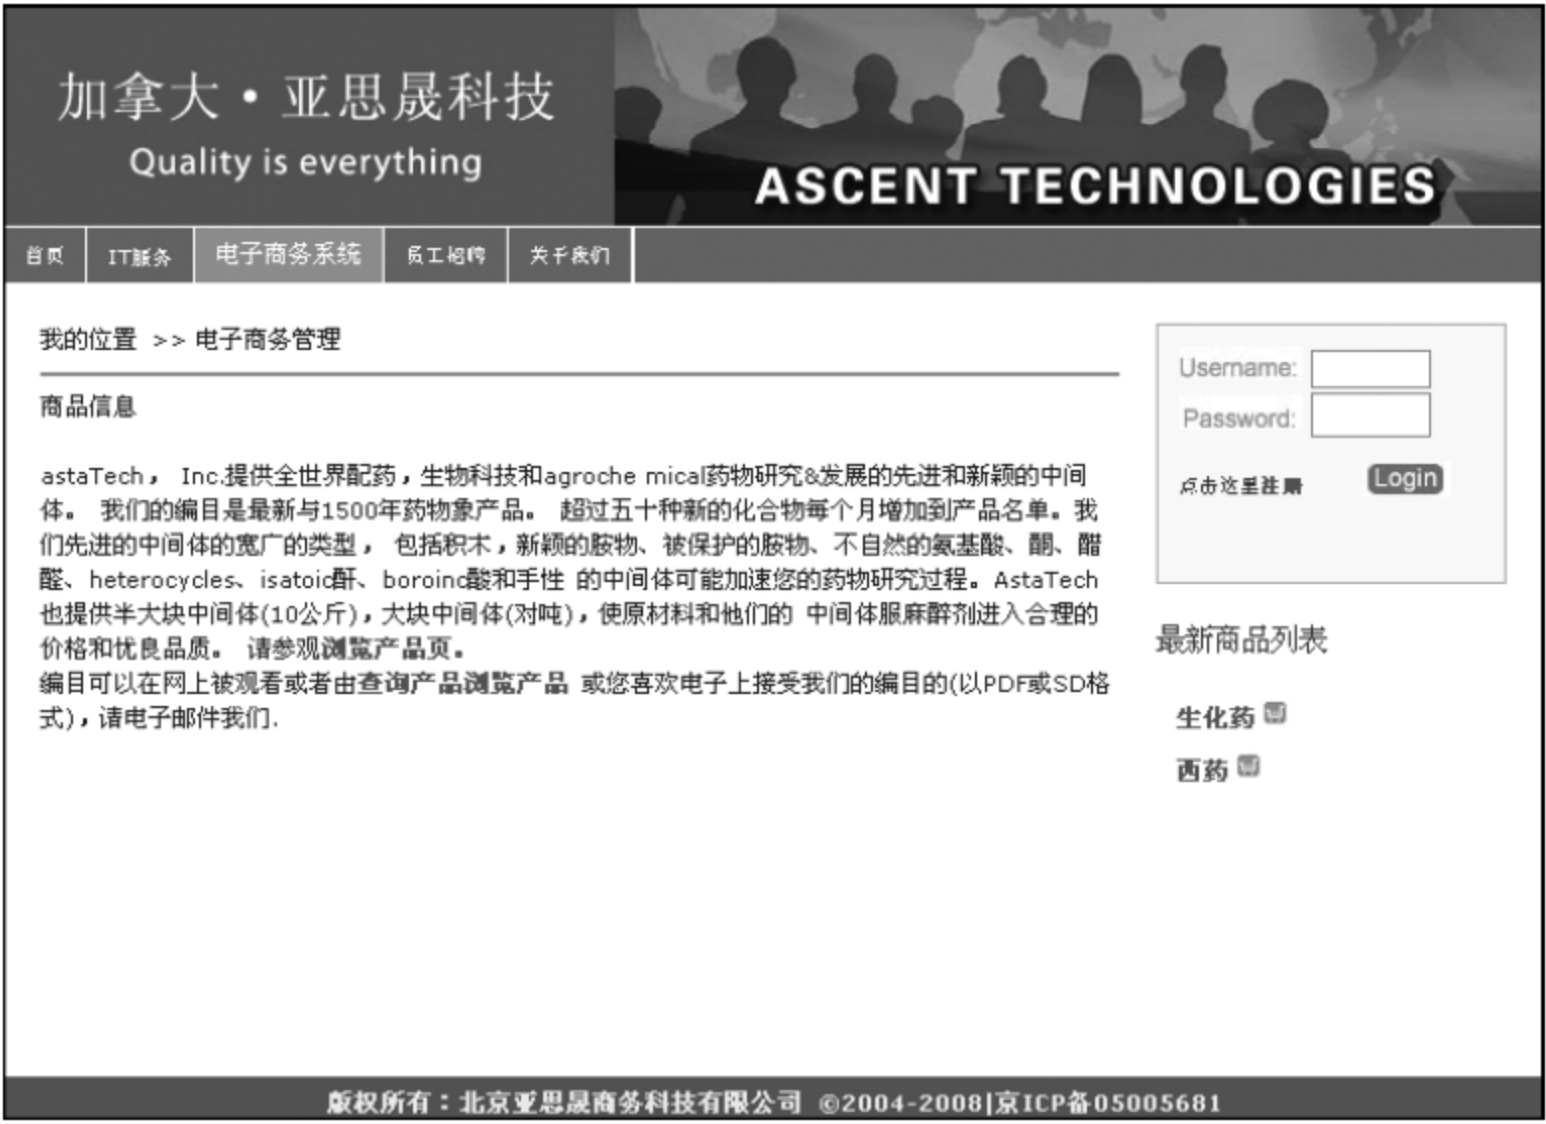 加拿大·亚思晟科技
Quality is everything
ASCENT TECHNOLOGIES
首页 IT服务 电子商务系统 员工招聘 关于我们
我的位置 >> 电子商务管理
商品信息
astaTech， Inc.提供全世界配药，生物科技和agroche mical药物研究&发展的先进和新颖的中间
体。 我们的编目是最新与1500年药物象产品。 超过五十种新的化合物每个月增加到产品名单。我
们先进的中间体的宽广的类型， 包括积木，新颖的胺物、被保护的胺物、不自然的氨基酸、酮、醋
醛、heterocycles、isatoic酐、boroinc酸和手性 的中间体可能加速您的药物研究过程。AstaTech
也提供半大块中间体(10公斤)，大块中间体(对吨)，使原材料和他们的 中间体服麻醉剂进入合理的
价格和优良品质。 请参观浏览产品页。
编目可以在网上被观看或者由查询产品浏览产品 或您喜欢电子上接受我们的编目的(以PDF或SD格
式)，请电子邮件我们.
Username:
Password:
点击这里注册 Login
最新商品列表
生化药
西药
版权所有：北京亚思晟商务科技有限公司 ©2004-2008|京ICP备05005681